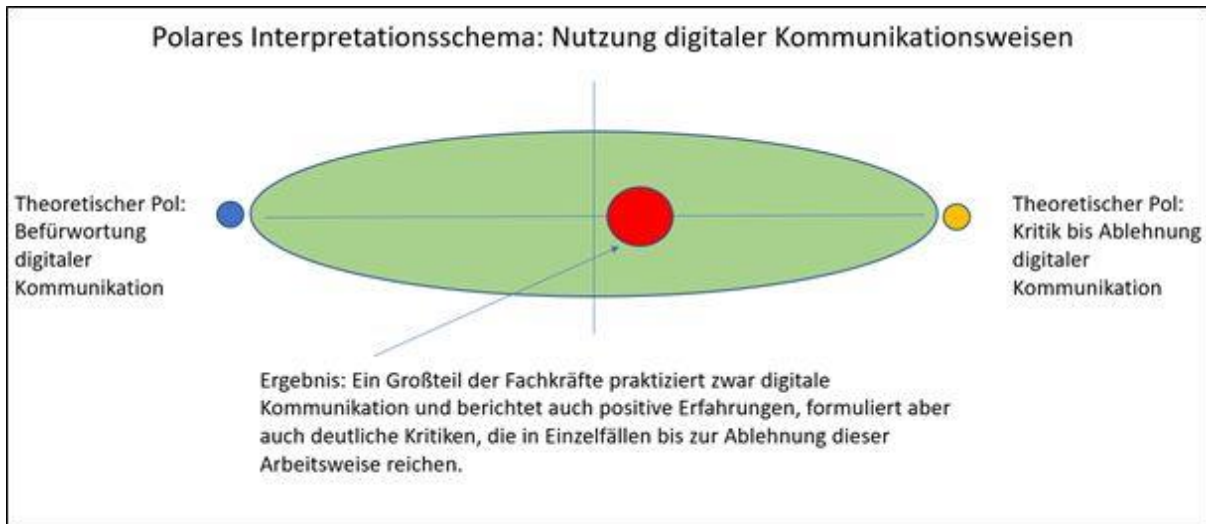 Polares Interpretationsschema: Nutzung digitaler Kommunikationsweisen
Theoretischer Pol:
Befürwortung
digitaler
Kommunikation
Theoretischer Pol:
Kritik bis Ablehnung
digitaler
Kommunikation
Ergebnis: Ein Großteil der Fachkräfte praktiziert zwar digitale
Kommunikation und berichtet auch positive Erfahrungen, formuliert aber
auch deutliche Kritiken, die in Einzelfällen bis zur Ablehnung dieser
Arbeitsweise reichen.